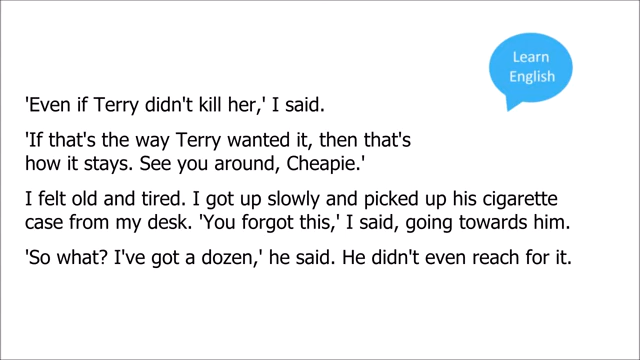 Learn
English
'Even if Terry didn't kill her,' I said.
'If that's the way Terry wanted it, then that's
how it stays. See you around, Cheapie.'
I felt old and tired. I got up slowly and picked up his cigarette
case from my desk. 'You forgot this,' I said, going towards him.
'So what? I've got a dozen,' he said. He didn't even reach for it.